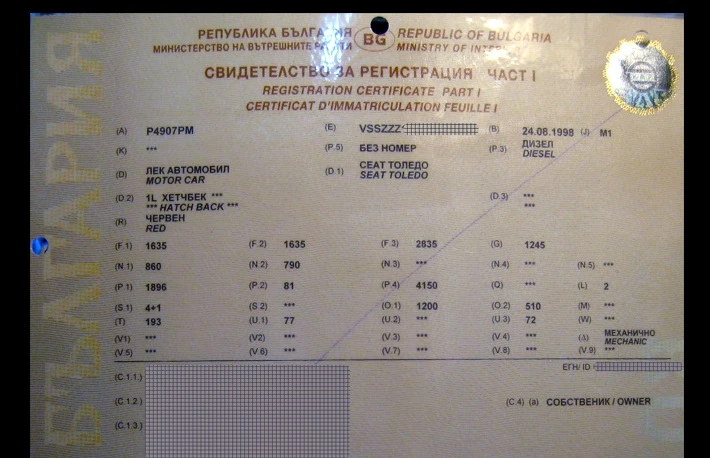 РЕПУБЛИКА БЪЛГАРИЯ BG REPUBLIC OF BULGARIA
МИНИСТЕРСТВО НА ВЪТРЕШНИТЕ MINISTRY OF
СВИДЕТЕЛСТВО ЗА РЕГИСТРАЦИЯ ЧАСТ I
REGISTRATION CERTIFICATE PART I
CERTIFICAT D'IMMATRICULATION FEUILLE I
БЪЛГАРИЯ
(A) P4907PM (E) VSSZZZ (B) 24.08.1998 (J) M1
(K) *** (P.5) БЕЗ НОМЕР (P.3) ДИЗЕЛ
DIESEL
(D) ЛЕК АВТОМОБИЛ (D.1) СЕАТ ТОЛЕДО
MOTOR CAR SEAT TOLEDO
(D.2) 1L ХЕТЧБЕК *** (D.3) ***
*** HATCH BACK *** ***
(R) ЧЕРВЕН
RED
(F.1) 1635 (F.2) 1635 (F.3) 2835 (G) 1245
(N.1) 860 (N.2) 790 (N.3) *** (N.4) *** (N.5) ***
(P.1) 1896 (P.2) 81 (P.4) 4150 (Q) *** (L) 2
(S.1) 4+1 (S.2) *** (O.1) 1200 (O.2) 510 (M) ***
(T) 193 (U.1) 77 (U.2) *** (U.3) 72 (W) ***
(V1) *** (V2) *** (V.3) *** (V.4) *** (Δ) МЕХАНИЧНО
MECHANIC
(V.5) *** (V.6) *** (V.7) *** (V.8) *** (V.9) ***
(C.1.1.) ЕГН/ ID
(C.1.2.) (C.4) (a) СОБСТВЕНИК / OWNER
(C.1.3.)